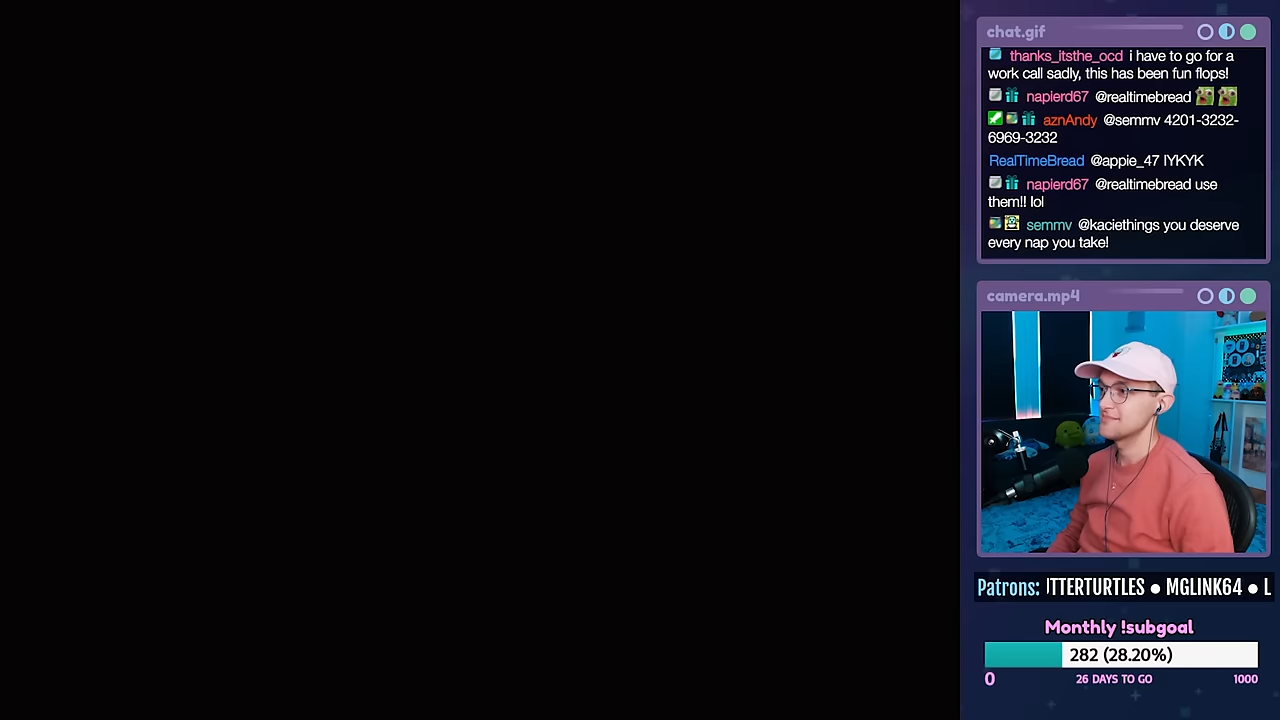 chat.gif
thanks_itsthe_ocd i have to go for a
work call sadly, this has been fun flops!
napierd67 @realtimebread
aznAndy @semmv 4201-3232-
6969-3232
RealTimeBread @appie_47 IYKYK
napierd67 @realtimebread use
them!! lol
semmv @kaciethings you deserve
every nap you take!
camera.mp4
Patrons: ITTERTURTLES ● MGLINK64 ● L
Monthly !subgoal
282 (28.20%)
0 26 DAYS TO GO 1000